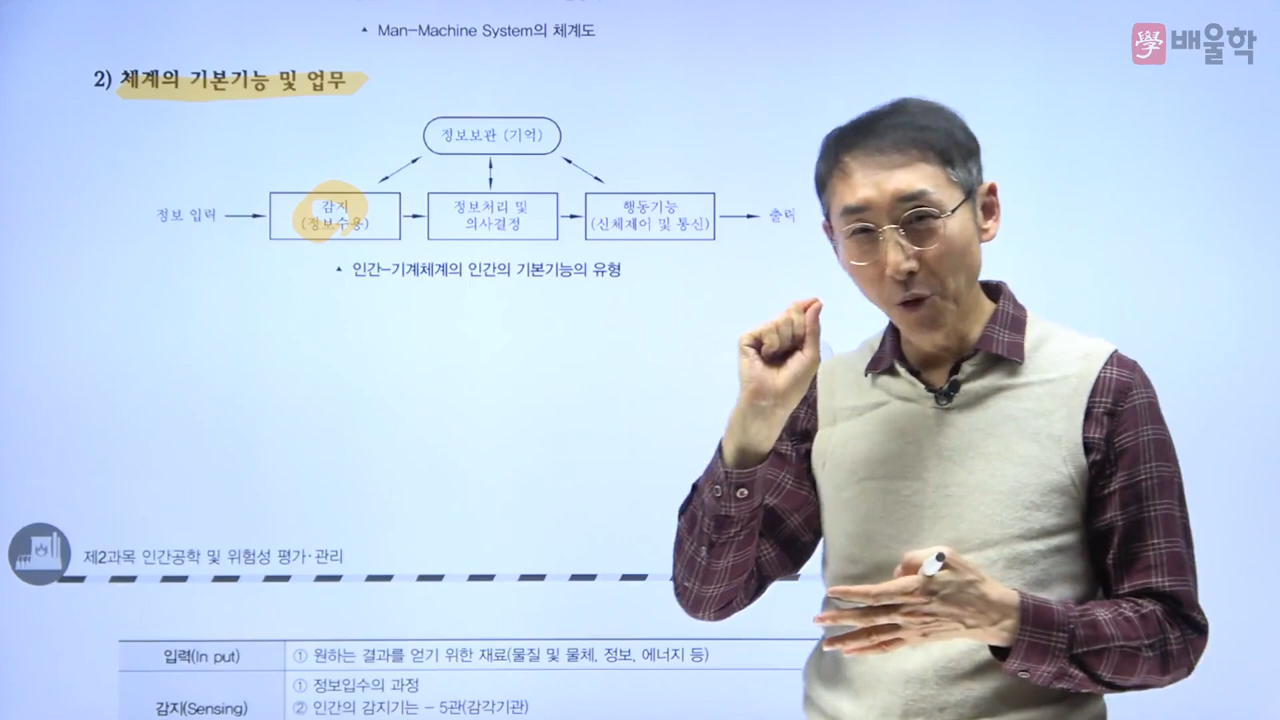 ▲ Man-Machine System의 체계도
學 배울학
2) 체계의 기본기능 및 업무
정보보관 (기억)
정보 입력
감지
(정보수용)
정보처리 및
의사결정
행동기능
(신체제어 및 통신)
출력
▲ 인간-기계체계의 인간의 기본기능의 유형
제2과목 인간공학 및 위험성 평가·관리
입력(In put)
① 원하는 결과를 얻기 위한 재료(물질 및 물체, 정보, 에너지 등)
감지(Sensing)
① 정보입수의 과정
② 인간의 감지기능 - 5관(감각기관)